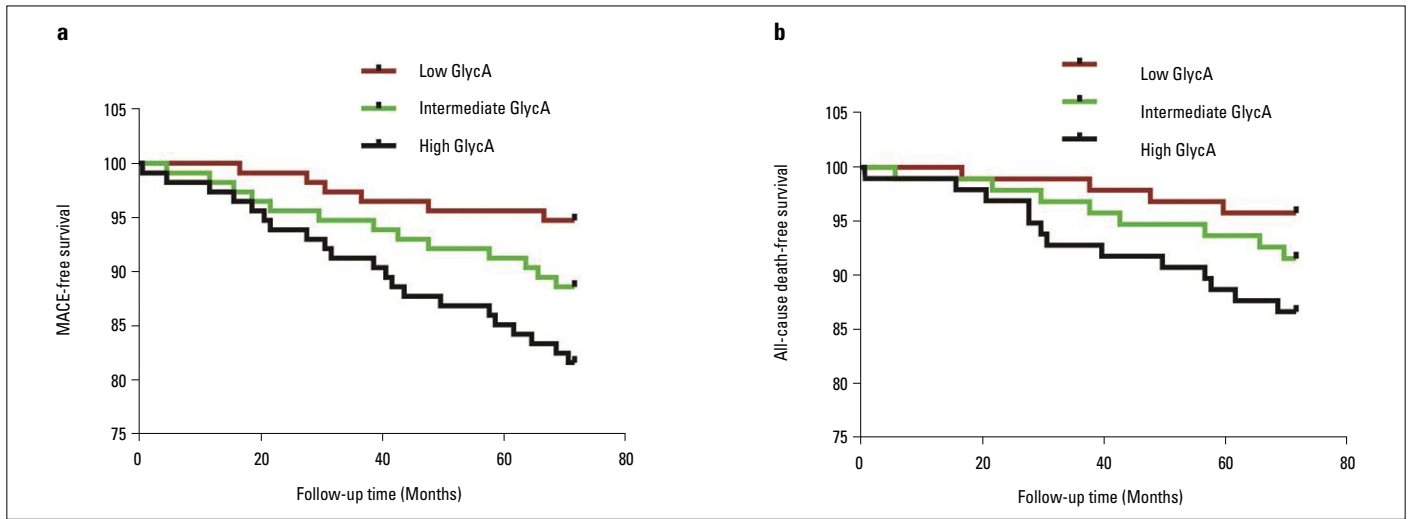 a
Low GlycA
Intermediate GlycA
High GlycA
105
100
95
90
85
80
75
MACE-free survival
0 20 40 60 80
Follow-up time (Months)
b
Low GlycA
Intermediate GlycA
High GlycA
105
100
95
90
85
80
75
All-cause death-free survival
0 20 40 60 80
Follow-up time (Months)